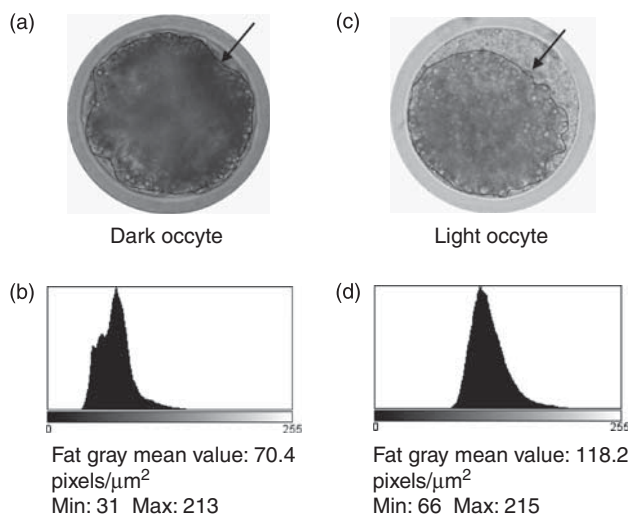 (a)
(c)
Dark occyte
Light occyte
(b)
(d)
0
255
0
255
Fat gray mean value: 70.4
pixels/μm²
Min: 31 Max: 213
Fat gray mean value: 118.2
pixels/μm²
Min: 66 Max: 215